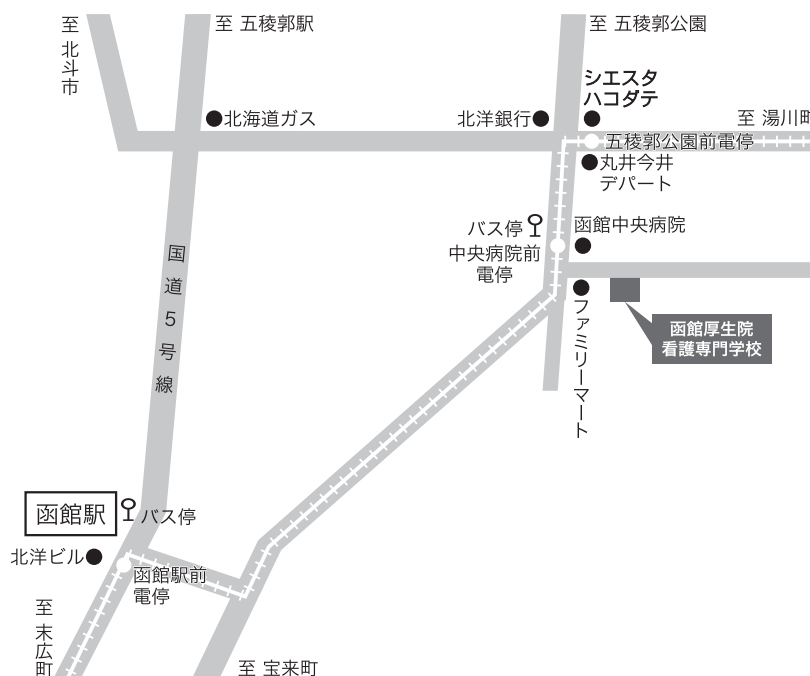 至 北斗市
至 五稜郭駅
至 五稜郭公園
シエスタ
ハコダテ
北海道ガス
北洋銀行
至 湯川町
五稜郭公園前電停
丸井今井
デパート
バス停
函館中央病院
中央病院前
電停
国道5号線
ファミリーマート
函館厚生院
看護専門学校
函館駅
バス停
北洋ビル
函館駅前
電停
至 末広町
至 宝来町